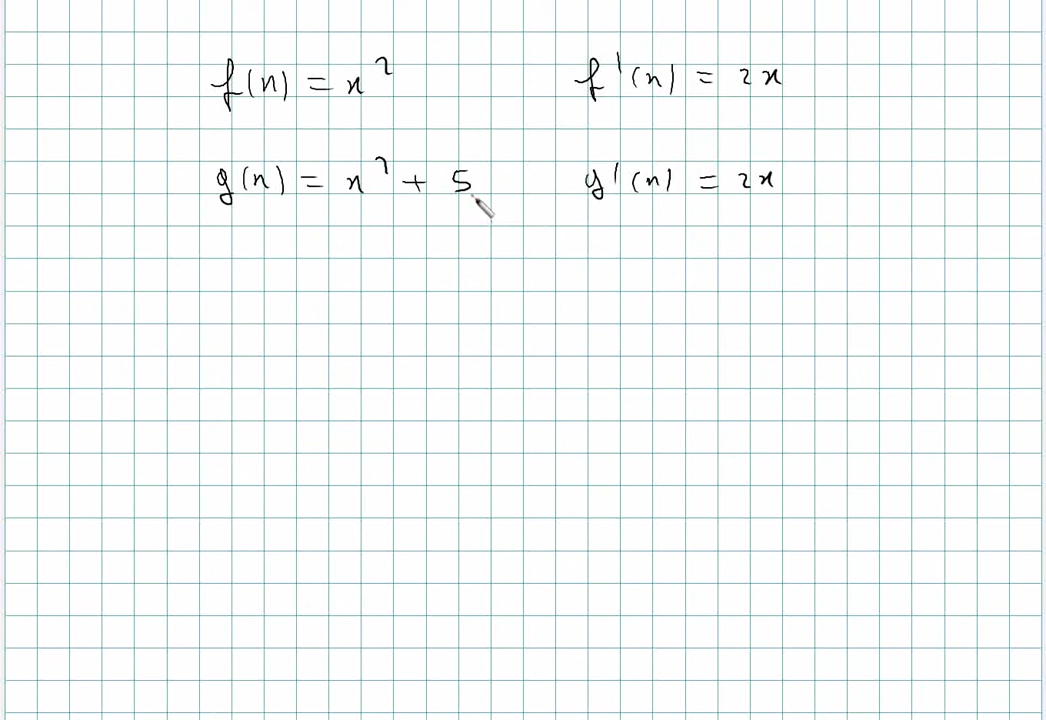 f(x) = x² f'(x) = 2x
g(x) = x² + 5 g'(x) = 2x